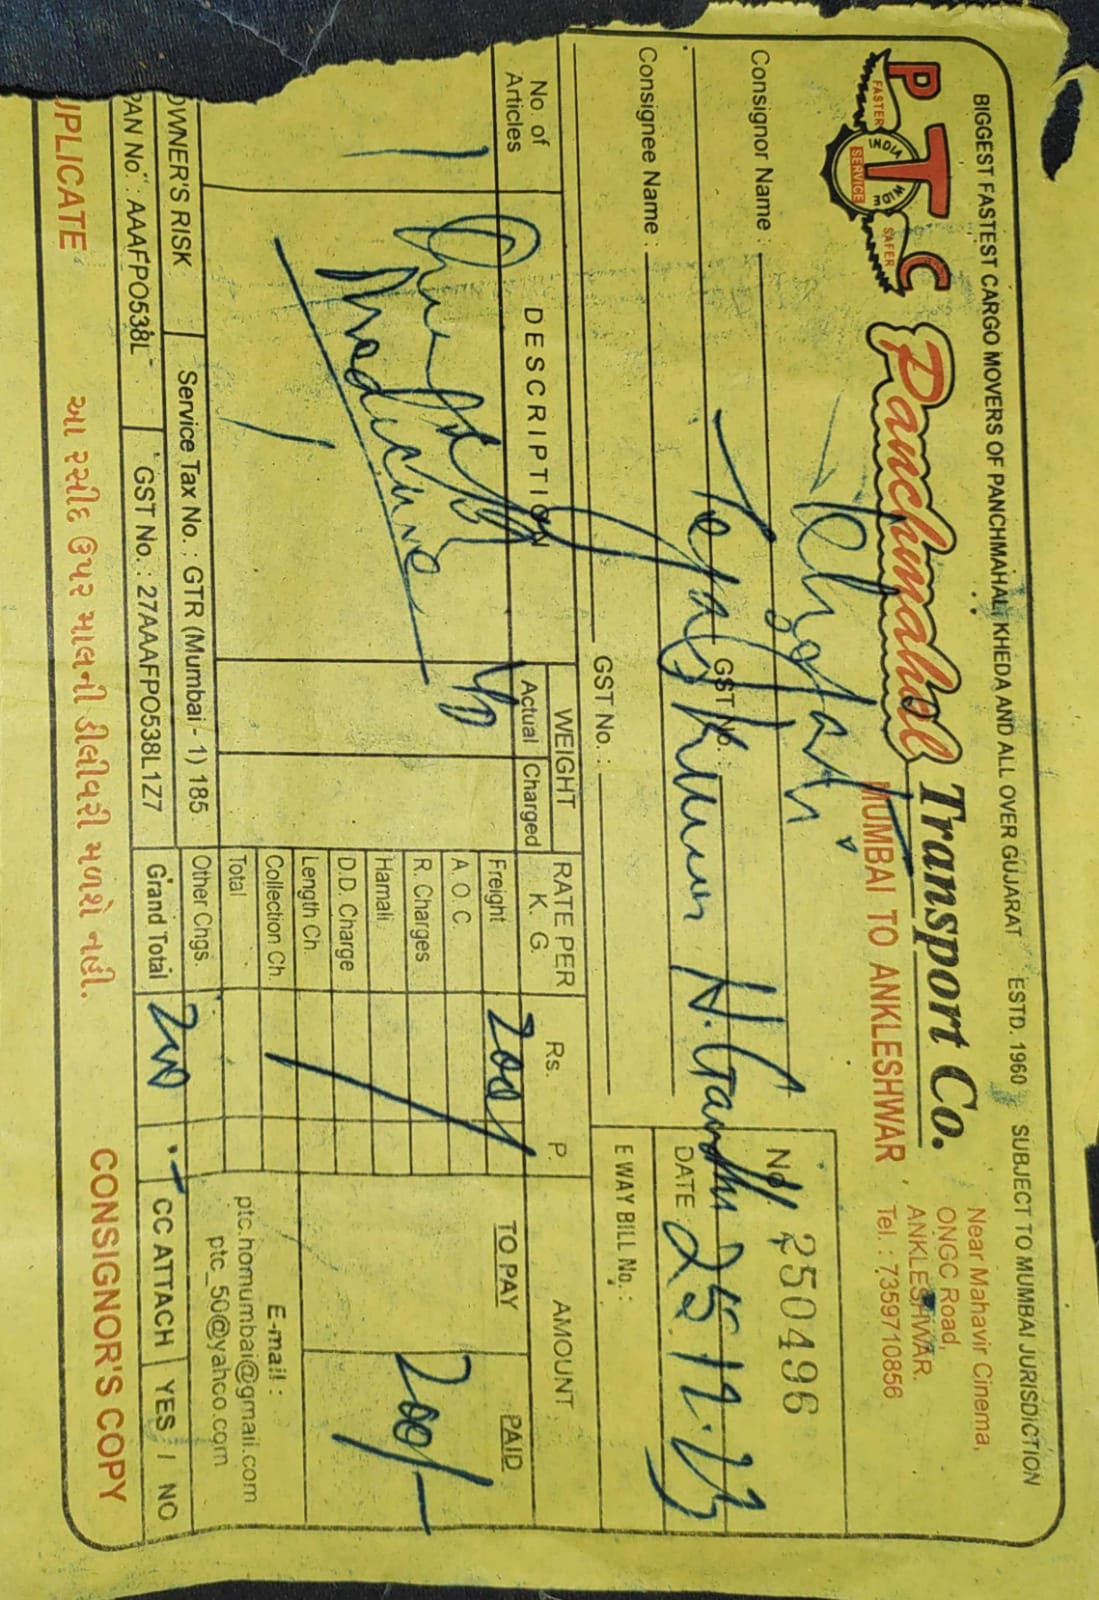 BIGGEST FASTEST CARGO MOVERS OF PANCHMAHAL, KHEDA AND ALL OVER GUJARAT ESTD. 1960 SUBJECT TO MUMBAI JURISDICTION
PTC
FASTER INDIA WIDE SAFER
SERVICE
Panchmahal Transport Co.
MUMBAI TO ANKLESHWAR
Near Mahavir Cinema,
ONGC Road,
ANKLESHWAR.
Tel. : 7359710856
Consignor Name :
GST No. :
No. 250496
Consignee Name : Tejas Kumar H. Gandhi
DATE 25.12.23
GST No. :
E WAY BILL No. :
No. of Articles
DESCRIPTION
WEIGHT
Actual Charged
RATE PER K. G.
Rs. P.
AMOUNT
TO PAY PAID
1
Medicine
Freight 200/-
200/-
A. O. C.
R. Charges
Hamali
D.D. Charge
Length Ch.
Collection Ch.
Total
Other Chgs.
Grand Total 200
E-mail :
ptc.homumbai@gmail.com
ptc_50@yahoo.com
OWNER'S RISK
Service Tax No. : GTR (Mumbai - 1) 185
PAN No. : AAAFPO538L
GST No. : 27AAAFPO538L1Z7
CC ATTACH YES / NO
UPLICATE
આ રસીદ ઉપર માલની ડીલીવરી મળશે નહી.
CONSIGNOR'S COPY